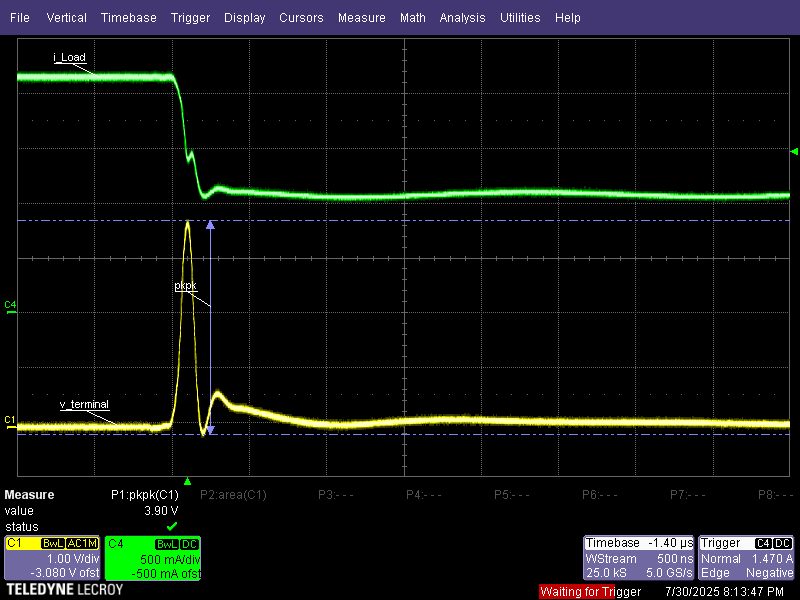 File Vertical Timebase Trigger Display Cursors Measure Math Analysis Utilities Help
i_Load
pkpk
C4
v_terminal
C1
Measure P1:pkpk(C1) P2:area(C1) P3:--- P4:--- P5:--- P6:--- P7:--- P8:---
value 3.90 V
status
C1 BwL AC1M
1.00 V/div
-3.080 V ofst
C4 BwL DC
500 mA/div
-500 mA ofst
Timebase -1.40 µs
WStream 500 ns
25.0 kS 5.0 GS/s
Trigger C4 DC
Normal 1.470 A
Edge Negative
TELEDYNE LECROY
Waiting for Trigger 7/30/2025 8:13:47 PM